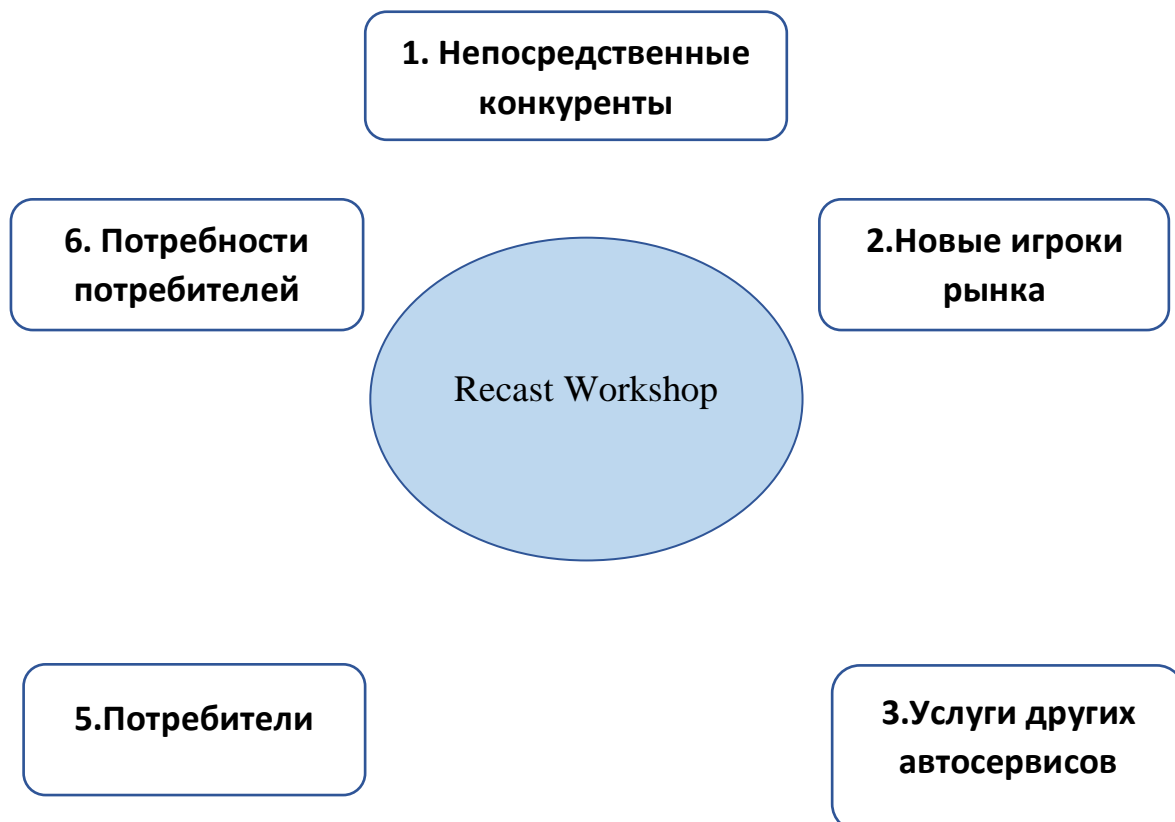 1. Непосредственные
конкуренты
6. Потребности
потребителей
2.Новые игроки
рынка
Recast Workshop
5.Потребители
3.Услуги других
автосервисов